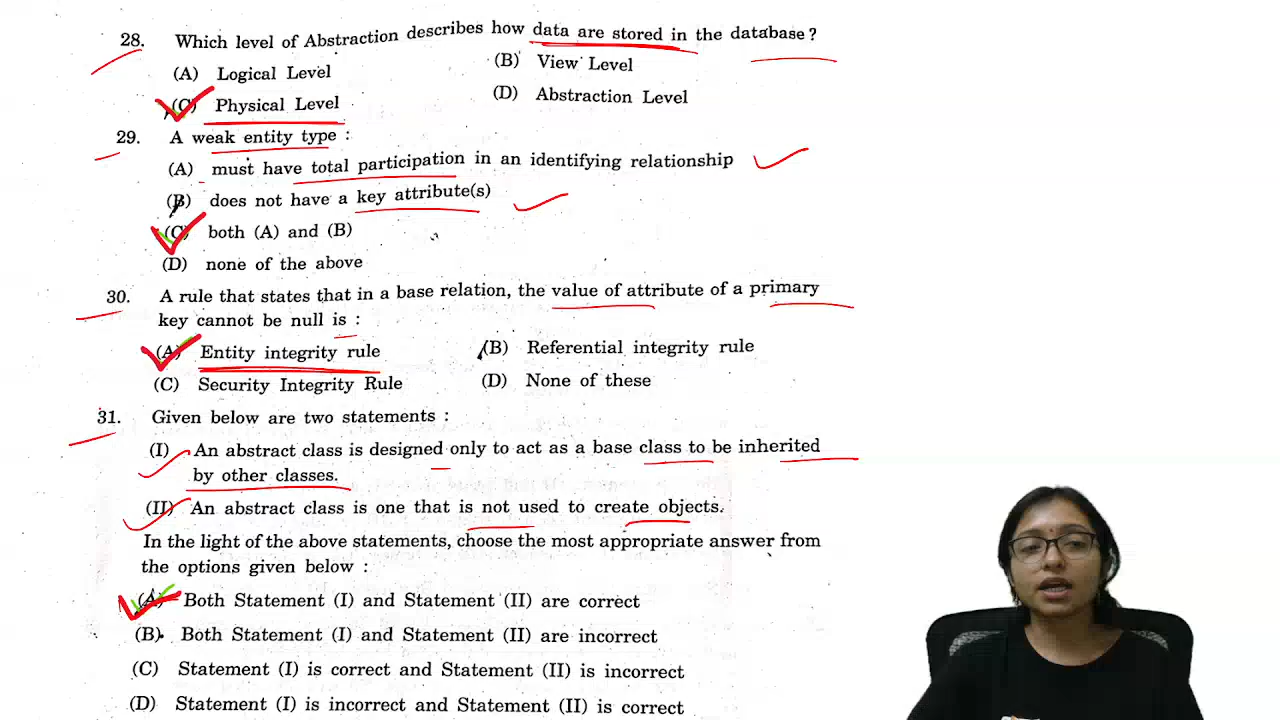 28. Which level of Abstraction describes how data are stored in the database ?
(A) Logical Level (B) View Level
(C) Physical Level (D) Abstraction Level
29. A weak entity type :
(A) must have total participation in an identifying relationship
(B) does not have a key attribute(s)
(C) both (A) and (B)
(D) none of the above
30. A rule that states that in a base relation, the value of attribute of a primary
key cannot be null is :
(A) Entity integrity rule (B) Referential integrity rule
(C) Security Integrity Rule (D) None of these
31. Given below are two statements :
(I) An abstract class is designed only to act as a base class to be inherited
by other classes.
(II) An abstract class is one that is not used to create objects.
In the light of the above statements, choose the most appropriate answer from
the options given below :
(A) Both Statement (I) and Statement (II) are correct
(B) Both Statement (I) and Statement (II) are incorrect
(C) Statement (I) is correct and Statement (II) is incorrect
(D) Statement (I) is incorrect and Statement (II) is correct